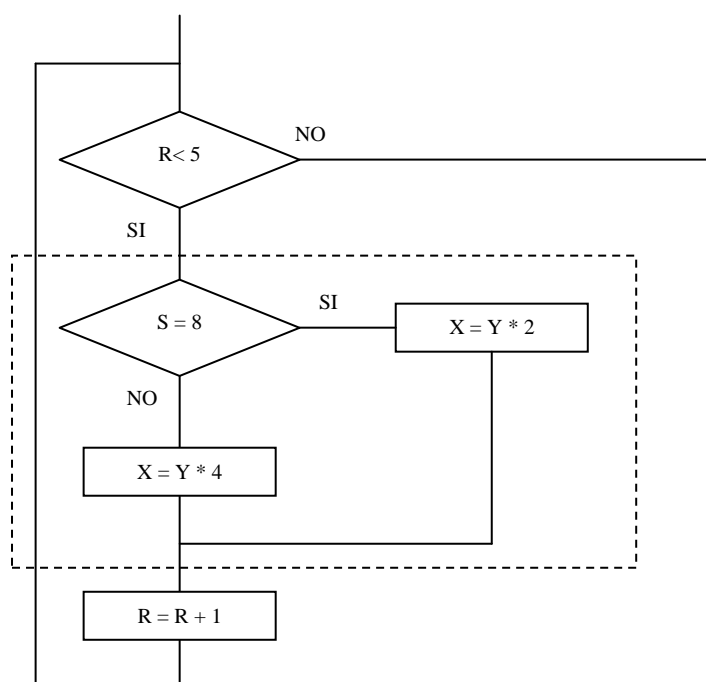 NO
R< 5
SI
SI
S = 8
X = Y * 2
NO
X = Y * 4
R = R + 1